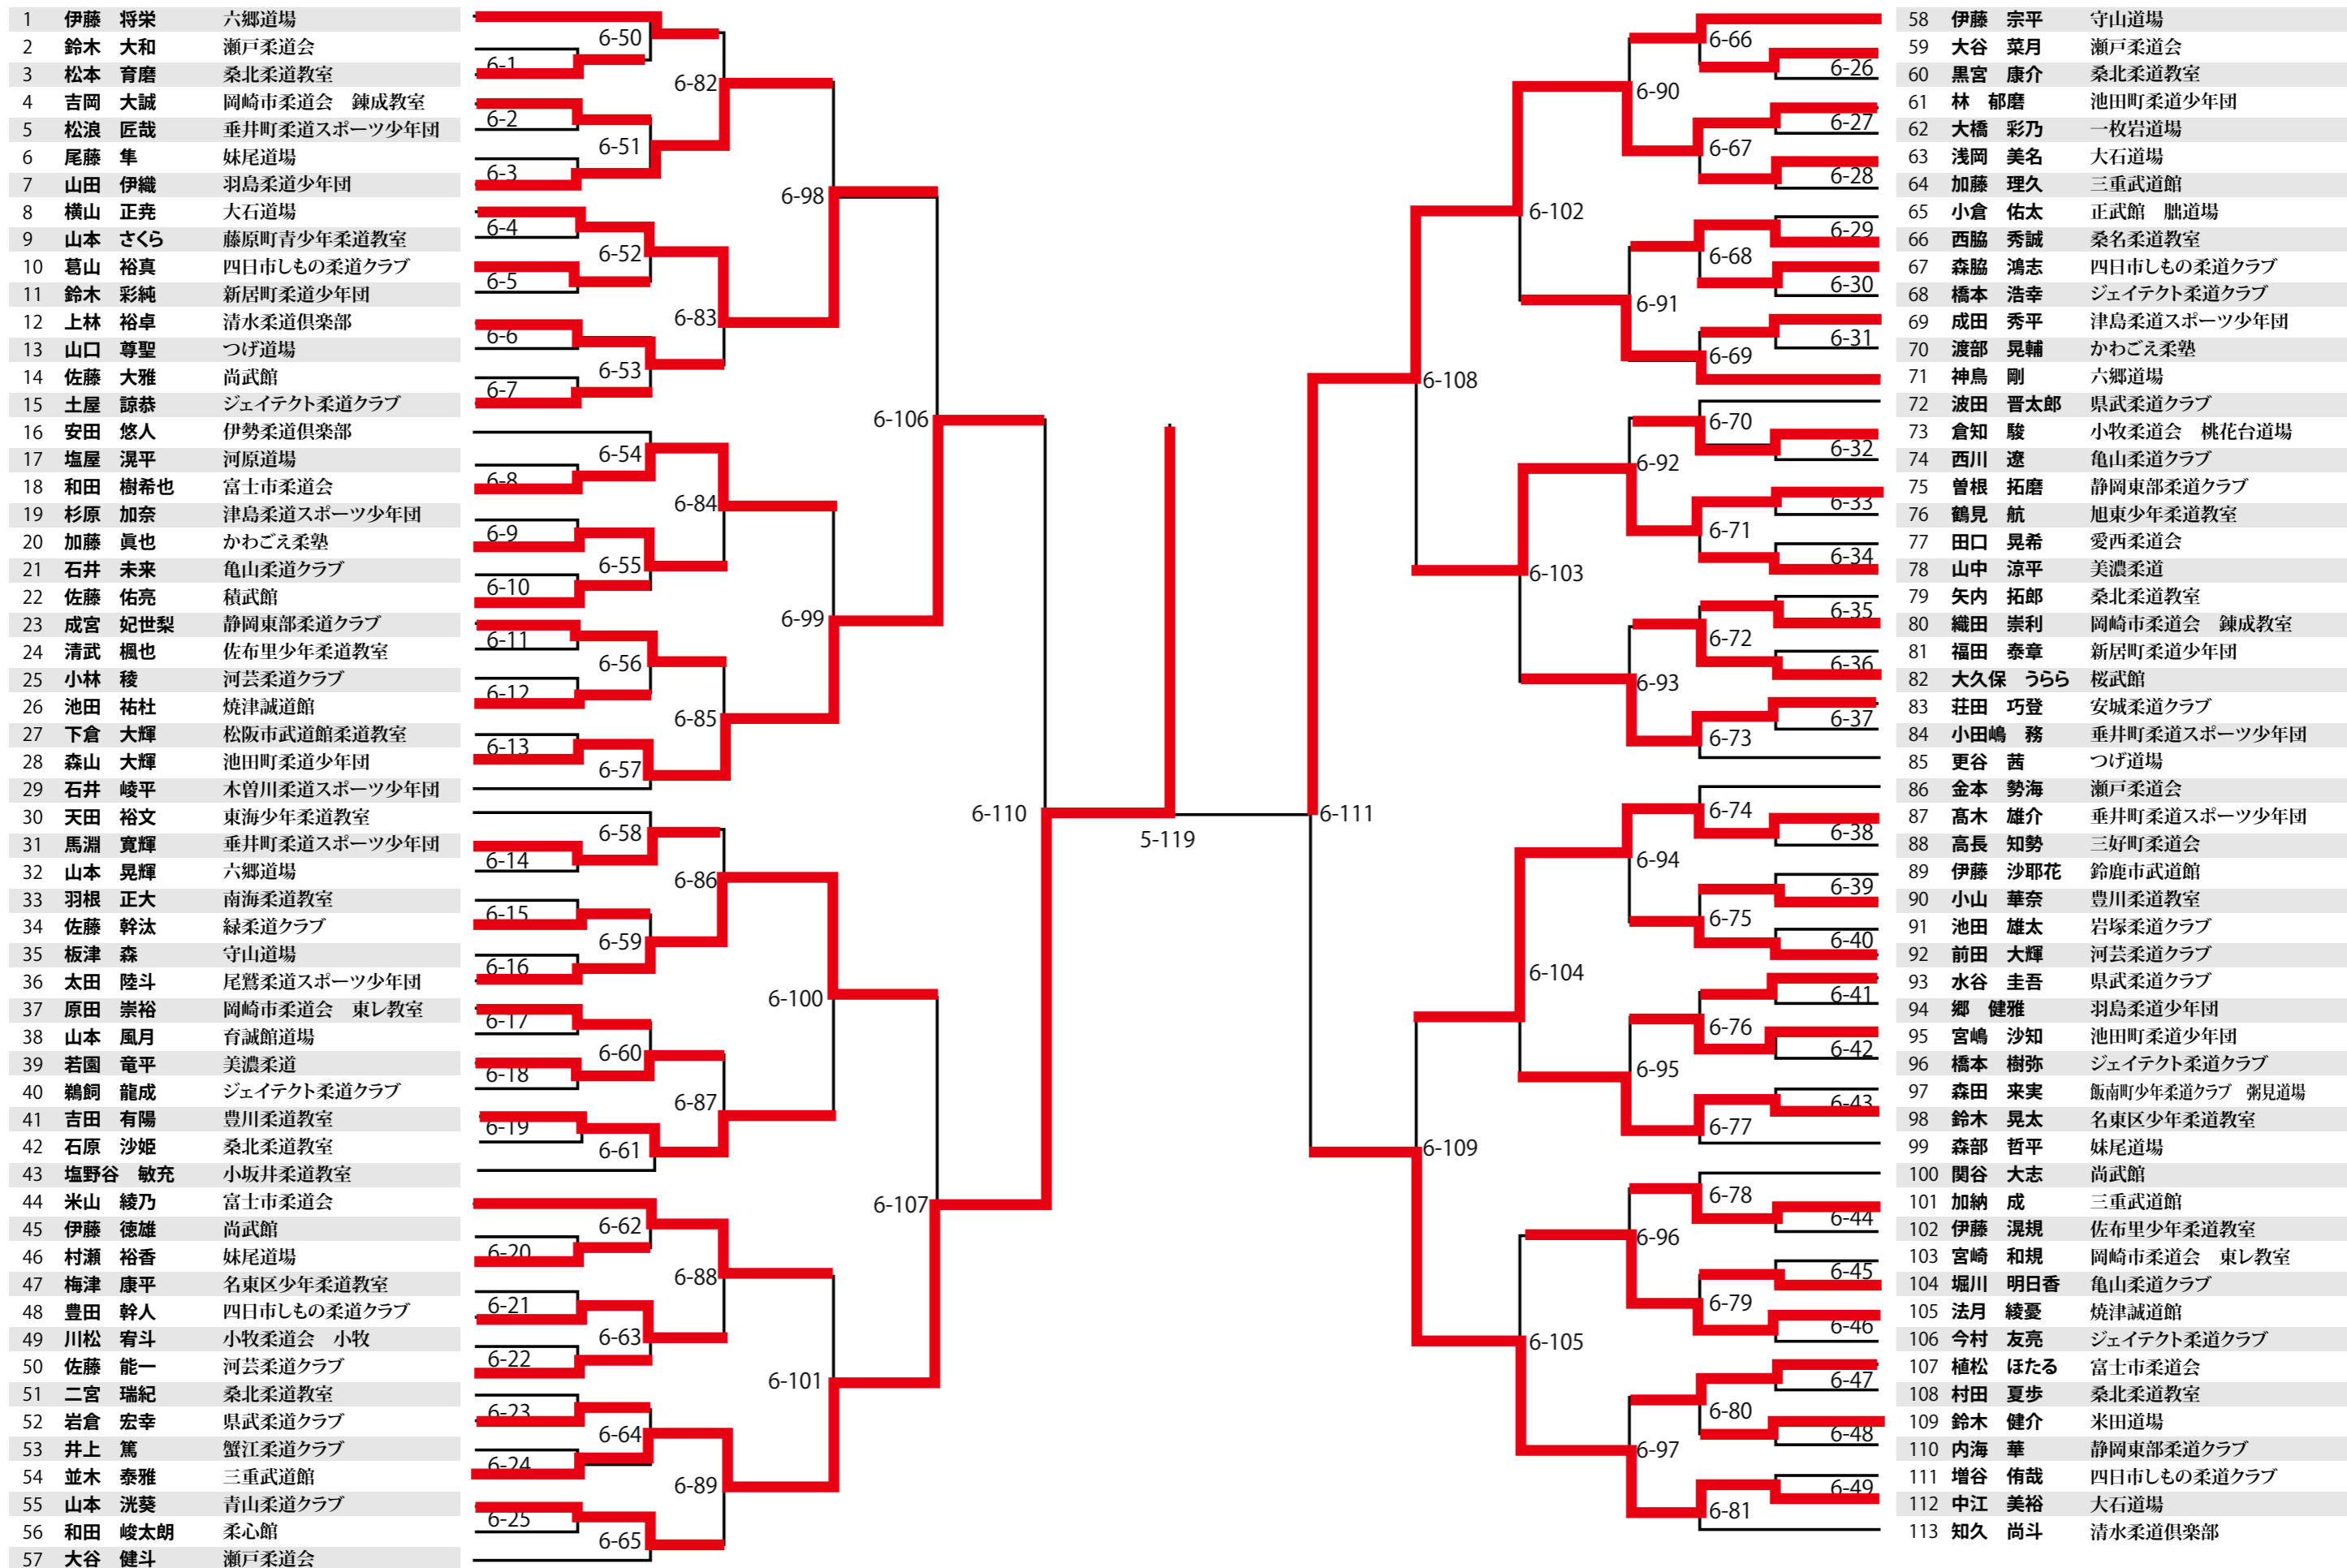 1 伊藤 将栄 六郷道場
2 鈴木 大和 瀬戸柔道会
3 松本 育磨 桑北柔道教室
4 吉岡 大誠 岡崎市柔道会 錬成教室
5 松浪 匠哉 垂井町柔道スポーツ少年団
6 尾藤 隼 妹尾道場
7 山田 伊織 羽島柔道少年団
8 横山 正尭 大石道場
9 山本 さくら 藤原町青少年柔道教室
10 葛山 裕真 四日市しもの柔道クラブ
11 鈴木 彩純 新居町柔道少年団
12 上林 裕卓 清水柔道倶楽部
13 山口 尊聖 つげ道場
14 佐藤 大雅 尚武館
15 土屋 諒恭 ジェイテクト柔道クラブ
16 安田 悠人 伊勢柔道倶楽部
17 塩屋 滉平 河原道場
18 和田 樹希也 富士市柔道会
19 杉原 加奈 津島柔道スポーツ少年団
20 加藤 眞也 かわごえ柔塾
21 石井 未来 亀山柔道クラブ
22 佐藤 佑亮 積武館
23 成宮 妃世梨 静岡東部柔道クラブ
24 清武 楓也 佐布里少年柔道教室
25 小林 稜 河芸柔道クラブ
26 池田 祐杜 焼津誠道館
27 下倉 大輝 松阪市武道館柔道教室
28 森山 大輝 池田町柔道少年団
29 石井 崚平 木曽川柔道スポーツ少年団
30 天田 裕文 東海少年柔道教室
31 馬淵 寛輝 垂井町柔道スポーツ少年団
32 山本 晃輝 六郷道場
33 羽根 正大 南海柔道教室
34 佐藤 幹汰 緑柔道クラブ
35 板津 森 守山道場
36 太田 陸斗 尾鷲柔道スポーツ少年団
37 原田 崇裕 岡崎市柔道会 東レ教室
38 山本 風月 育誠館道場
39 若園 竜平 美濃柔道
40 鵜飼 龍成 ジェイテクト柔道クラブ
41 吉田 有陽 豊川柔道教室
42 石原 沙姫 桑北柔道教室
43 塩野谷 敏充 小坂井柔道教室
44 米山 綾乃 富士市柔道会
45 伊藤 徳雄 尚武館
46 村瀬 裕香 妹尾道場
47 梅津 康平 名東区少年柔道教室
48 豊田 幹人 四日市しもの柔道クラブ
49 川松 宥斗 小牧柔道会 小牧
50 佐藤 能一 河芸柔道クラブ
51 二宮 瑞紀 桑北柔道教室
52 岩倉 宏幸 県武柔道クラブ
53 井上 篤 蟹江柔道クラブ
54 並木 泰雅 三重武道館
55 山本 洸葵 青山柔道クラブ
56 和田 峻太朗 柔心館
57 大谷 健斗 瀬戸柔道会
6-1
6-2
6-3
6-4
6-5
6-6
6-7
6-8
6-9
6-10
6-11
6-12
6-13
6-14
6-15
6-16
6-17
6-18
6-19
6-20
6-21
6-22
6-23
6-24
6-25
6-50
6-51
6-52
6-53
6-54
6-55
6-56
6-57
6-58
6-59
6-60
6-61
6-62
6-63
6-64
6-65
6-82
6-83
6-84
6-85
6-86
6-87
6-88
6-89
6-98
6-99
6-100
6-101
6-106
6-107
6-110
5-119
6-111
6-108
6-109
6-102
6-103
6-104
6-105
6-90
6-91
6-92
6-93
6-94
6-95
6-96
6-97
6-66
6-67
6-68
6-69
6-70
6-71
6-72
6-73
6-74
6-75
6-76
6-77
6-78
6-79
6-80
6-81
6-26
6-27
6-28
6-29
6-30
6-31
6-32
6-33
6-34
6-35
6-36
6-37
6-38
6-39
6-40
6-41
6-42
6-43
6-44
6-45
6-46
6-47
6-48
6-49
58 伊藤 宗平 守山道場
59 大谷 菜月 瀬戸柔道会
60 黒宮 康介 桑北柔道教室
61 林 郁磨 池田町柔道少年団
62 大橋 彩乃 一枚岩道場
63 浅岡 美名 大石道場
64 加藤 理久 三重武道館
65 小倉 佑太 正武館 朏道場
66 西脇 秀誠 桑名柔道教室
67 森脇 鴻志 四日市しもの柔道クラブ
68 橋本 浩幸 ジェイテクト柔道クラブ
69 成田 秀平 津島柔道スポーツ少年団
70 渡部 晃輔 かわごえ柔塾
71 神鳥 剛 六郷道場
72 波田 晋太郎 県武柔道クラブ
73 倉知 駿 小牧柔道会 桃花台道場
74 西川 遼 亀山柔道クラブ
75 曽根 拓磨 静岡東部柔道クラブ
76 鶴見 航 旭東少年柔道教室
77 田口 晃希 愛西柔道会
78 山中 涼平 美濃柔道
79 矢内 拓郎 桑北柔道教室
80 織田 崇利 岡崎市柔道会 錬成教室
81 福田 泰章 新居町柔道少年団
82 大久保 うらら 桜武館
83 荘田 巧登 安城柔道クラブ
84 小田嶋 務 垂井町柔道スポーツ少年団
85 更谷 茜 つげ道場
86 金本 勢海 瀬戸柔道会
87 髙木 雄介 垂井町柔道スポーツ少年団
88 高長 知勢 三好町柔道会
89 伊藤 沙耶花 鈴鹿市武道館
90 小山 華奈 豊川柔道教室
91 池田 雄太 岩塚柔道クラブ
92 前田 大輝 河芸柔道クラブ
93 水谷 圭吾 県武柔道クラブ
94 郷 健雅 羽島柔道少年団
95 宮嶋 沙知 池田町柔道少年団
96 橋本 樹弥 ジェイテクト柔道クラブ
97 森田 来実 飯南町少年柔道クラブ 粥見道場
98 鈴木 晃太 名東区少年柔道教室
99 森部 哲平 妹尾道場
100 関谷 大志 尚武館
101 加納 成 三重武道館
102 伊藤 滉規 佐布里少年柔道教室
103 宮崎 和規 岡崎市柔道会 東レ教室
104 堀川 明日香 亀山柔道クラブ
105 法月 綾憂 焼津誠道館
106 今村 友亮 ジェイテクト柔道クラブ
107 植松 ほたる 富士市柔道会
108 村田 夏歩 桑北柔道教室
109 鈴木 健介 米田道場
110 内海 華 静岡東部柔道クラブ
111 増谷 侑哉 四日市しもの柔道クラブ
112 中江 美裕 大石道場
113 知久 尚斗 清水柔道倶楽部